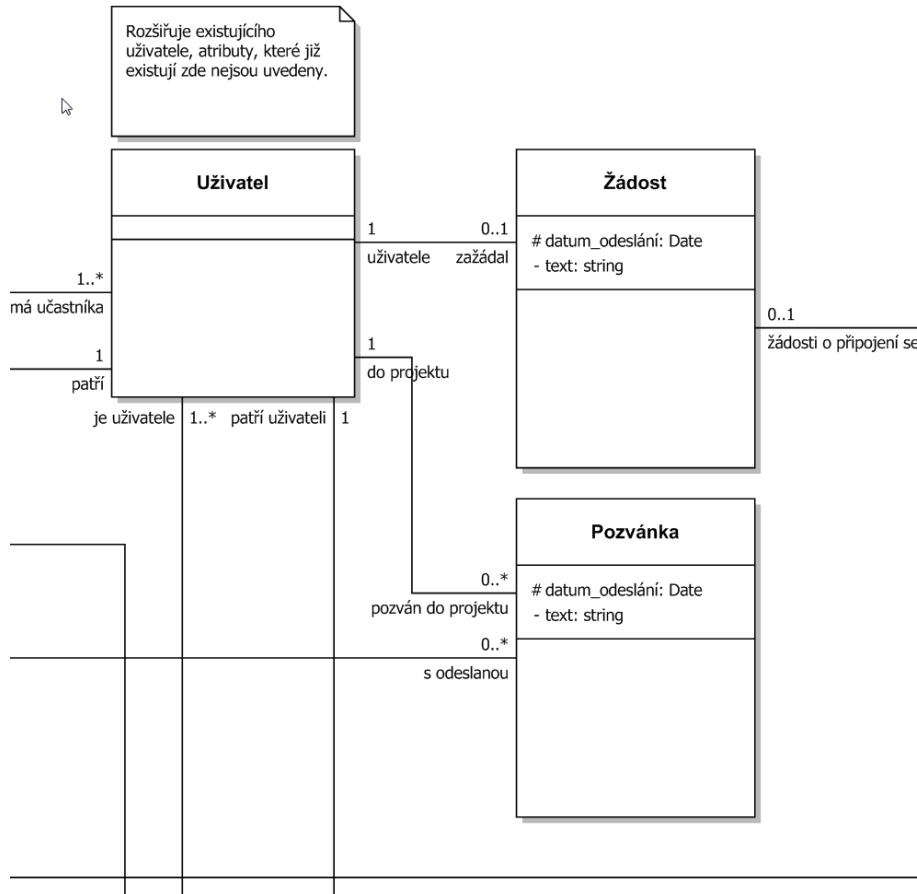 Rozšiřuje existujícího
uživatele, atributy, které již
existují zde nejsou uvedeny.
Uživatel
Žádost
# datum_odeslání: Date
- text: string
1
0..1
uživatele
zažádal
1..*
má učastníka
0..1
žádosti o připojení se
1
patří
1
do projektu
je uživatele
1..*
patří uživateli
1
Pozvánka
# datum_odeslání: Date
- text: string
0..*
pozván do projektu
0..*
s odeslanou